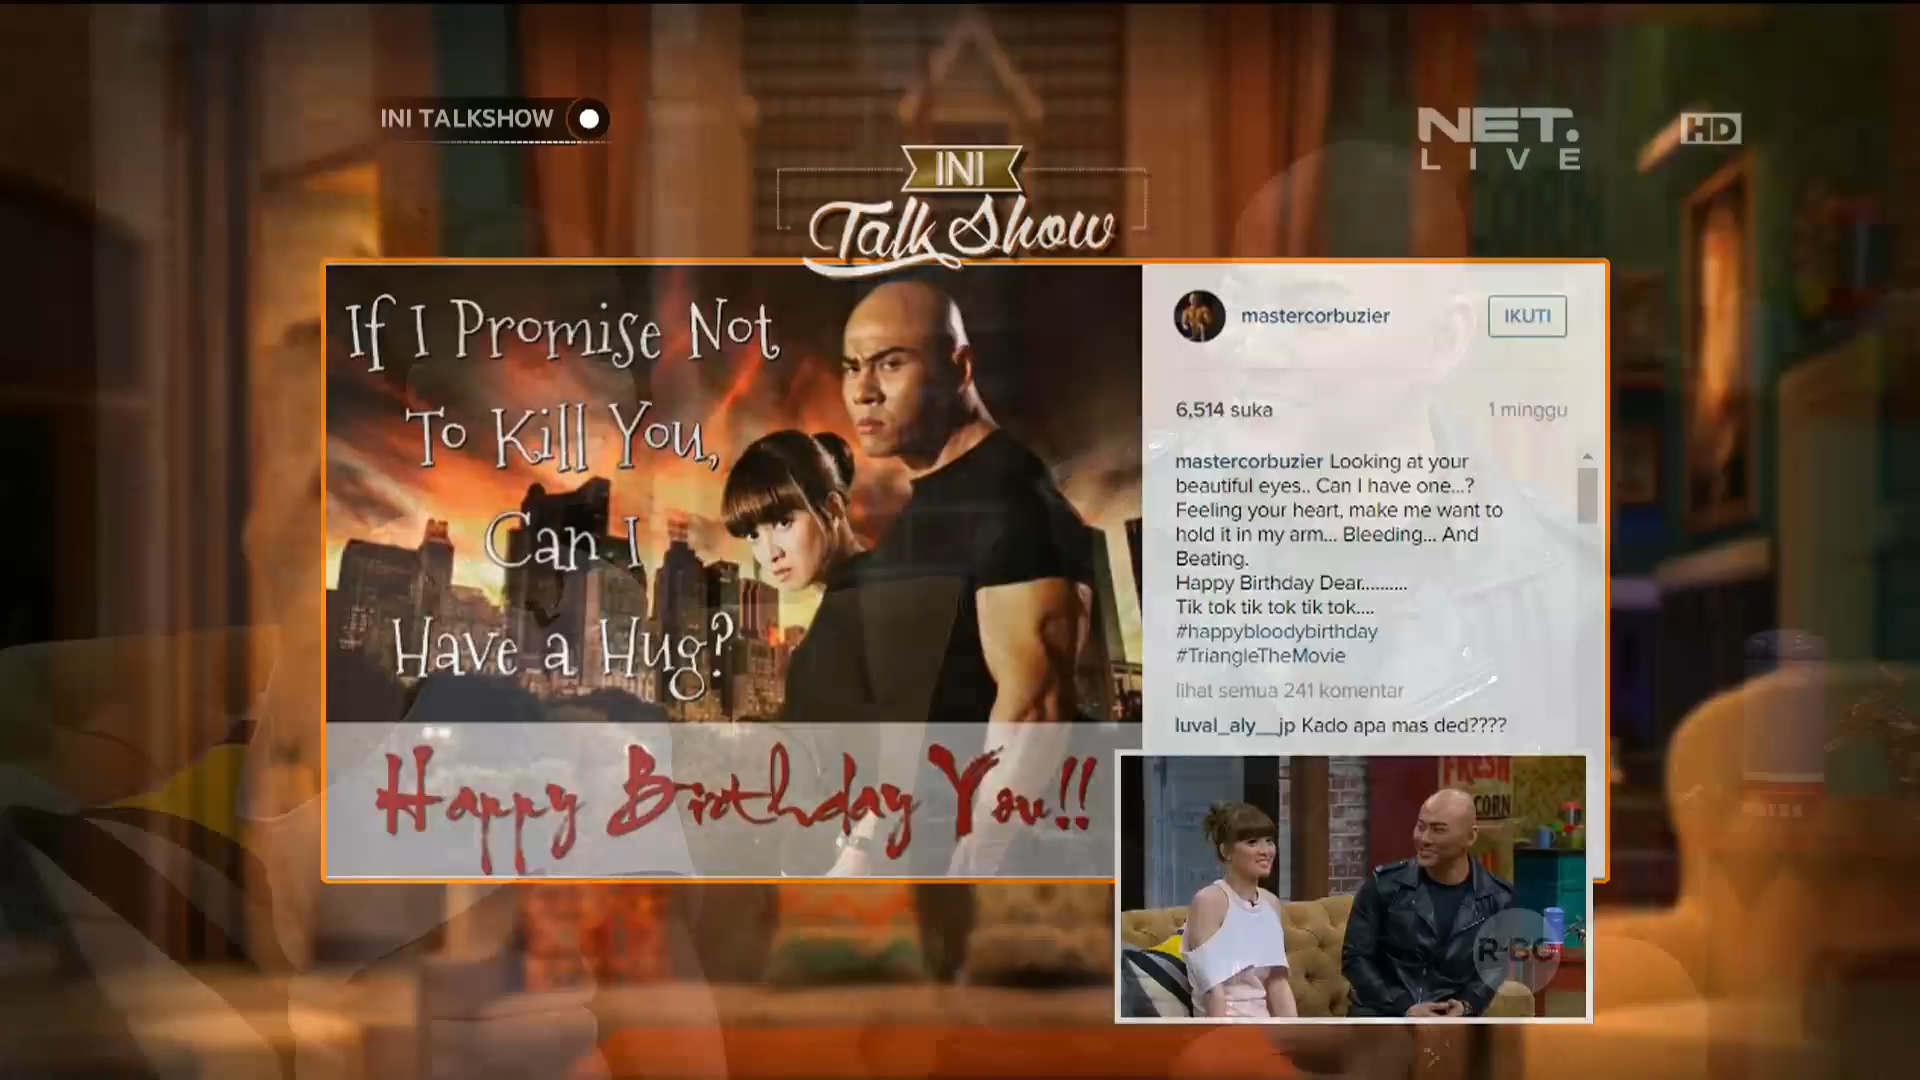 INI TALKSHOW
NET.
LIVE
HD
INI
Talk Show
If I Promise Not
To Kill You,
Can I
Have a Hug?
Happy Birthday You!!
mastercorbuzier
IKUTI
6,514 suka
1 minggu
mastercorbuzier Looking at your
beautiful eyes.. Can I have one...?
Feeling your heart, make me want to
hold it in my arm... Bleeding... And
Beating.
Happy Birthday Dear..........
Tik tok tik tok tik tok....
#happybloodybirthday
#TriangleTheMovie
lihat semua 241 komentar
luval_aly__jp Kado apa mas ded????
FRESH
CORN
R-BO